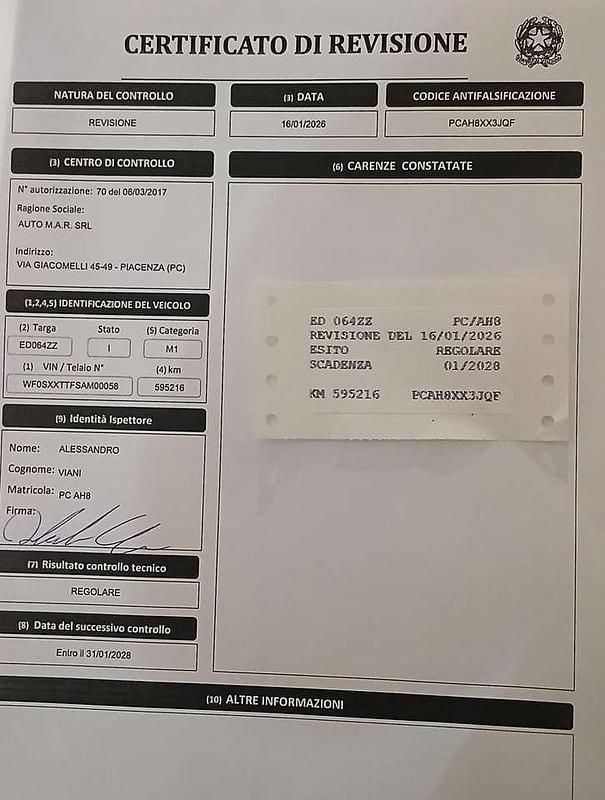 CERTIFICATO DI REVISIONE
NATURA DEL CONTROLLO
REVISIONE
(3) DATA
16/01/2026
CODICE ANTIFALSIFICAZIONE
PCAH8XX3JQF
(3) CENTRO DI CONTROLLO
N° autorizzazione: 70 del 06/03/2017
Ragione Sociale:
AUTO M.A.R. SRL
Indirizzo:
VIA GIACOMELLI 45-49 - PIACENZA (PC)
(1,2,4,5) IDENTIFICAZIONE DEL VEICOLO
(2) Targa Stato (5) Categoria
ED064ZZ I M1
(1) VIN / Telaio N° (4) km
WF0SXXTTFSAM00058 595216
(9) Identità Ispettore
Nome: ALESSANDRO
Cognome: VIANI
Matricola: PC AH8
Firma:
(7) Risultato controllo tecnico
REGOLARE
(8) Data del successivo controllo
Entro il 31/01/2028
(6) CARENZE CONSTATATE
ED 064ZZ PC/AH8
REVISIONE DEL 16/01/2026
ESITO REGOLARE
SCADENZA 01/2028
KM 595216 PCAH8XX3JQF
(10) ALTRE INFORMAZIONI